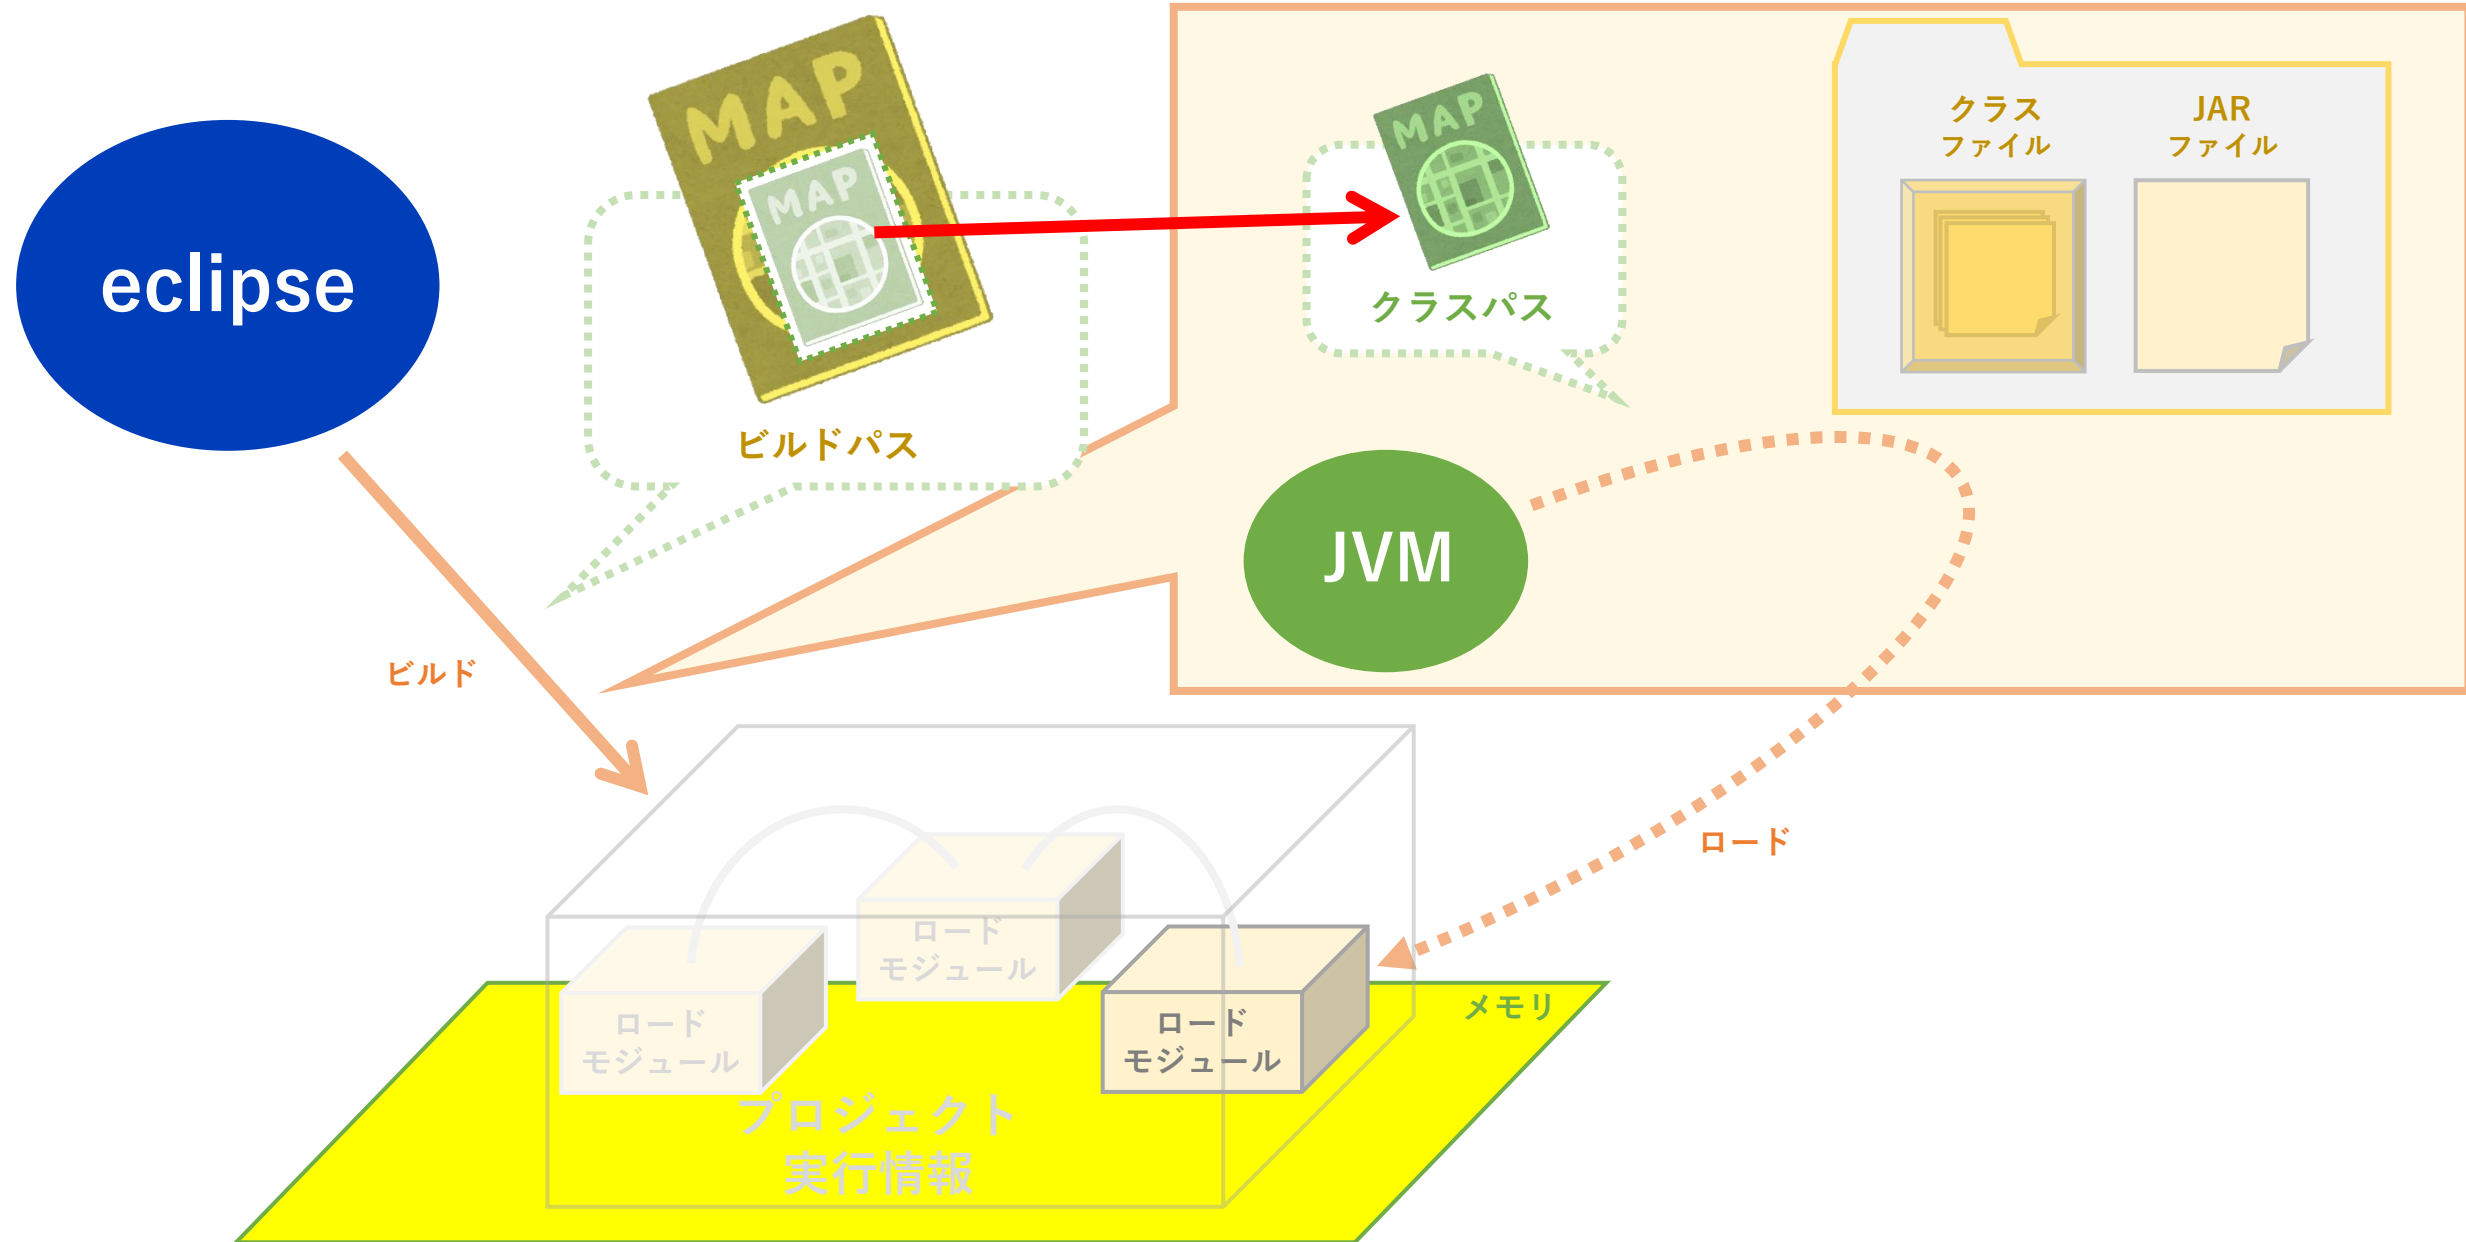 MAP
MAP
ビルドパス
MAP
クラスパス
クラス
ファイル
JAR
ファイル
eclipse
JVM
ビルド
ロード
ロード
モジュール
ロード
モジュール
ロード
モジュール
メモリ
プロジェクト
実行情報